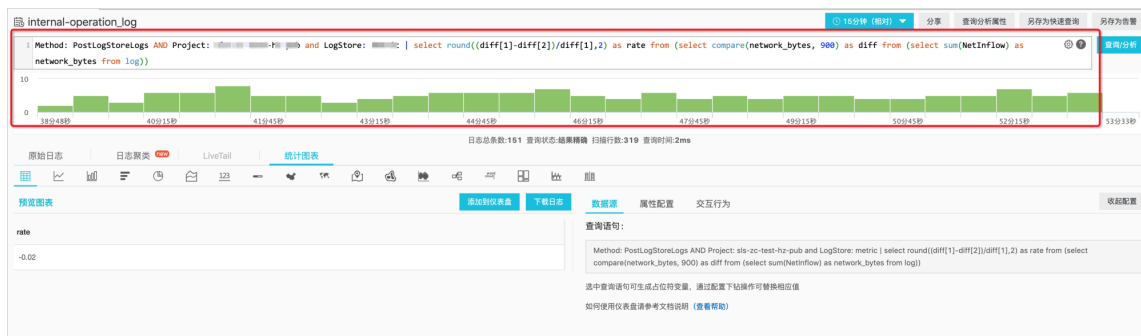 internal-operation_log
15分钟（相对） 分享 查询分析属性 另存为快速查询 另存为告警
1 Method: PostLogStoreLogs AND Project: and LogStore: | select round((diff[1]-diff[2])/diff[1],2) as rate from (select compare(network_bytes, 900) as diff from (select sum(NetInflow) as
network_bytes from log))
查询/分析
10
0
38分48秒 40分15秒 41分45秒 43分15秒 44分45秒 46分15秒 47分45秒 49分15秒 50分45秒 52分15秒 53分33秒
日志总条数:151 查询状态:结果精确 扫描行数:319 查询时间:2ms
原始日志 日志聚类 new LiveTail 统计图表
123
预览图表 添加到仪表盘 下载日志 数据源 属性配置 交互行为 收起配置
rate
-0.02
查询语句：
Method: PostLogStoreLogs AND Project: sls-zc-test-hz-pub and LogStore: metric | select round((diff[1]-diff[2])/diff[1],2) as rate from (select
compare(network_bytes, 900) as diff from (select sum(NetInflow) as network_bytes from log))
选中查询语句可生成占位符变量，通过配置下钻操作可替换相应值
如何使用仪表盘请参考文档说明（查看帮助）